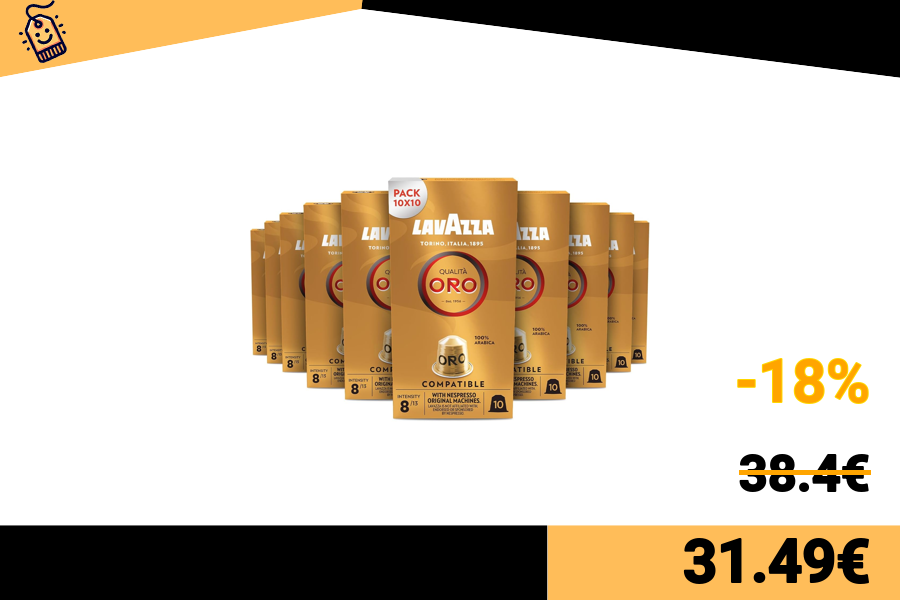 PACK
10X10
LAVAZZA
TORINO, ITALIA, 1895
QUALITÀ
ORO
100%
ARABICA
ORO
COMPATIBLE
INTENSITY
8/13
WITH NESPRESSO
ORIGINAL MACHINES.
10
-18%
38.4€
31.49€